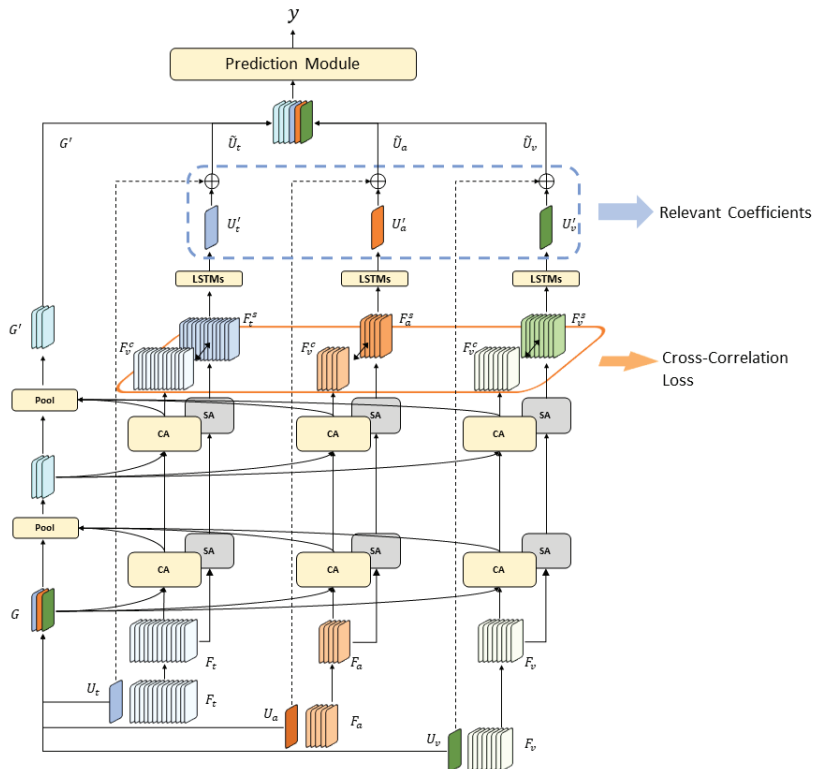 y
Prediction Module
G′
Ũ_t
Ũ_a
Ũ_v
U′_t
U′_a
U′_v
Relevant Coefficients
LSTMs
LSTMs
LSTMs
F_t^s
F_a^s
F_v^s
G′
F_v^c
F_v^c
F_v^c
Cross-Correlation
Loss
Pool
SA
SA
SA
CA
CA
CA
Pool
SA
SA
SA
CA
CA
CA
G
F_t
F_a
F_v
U_t
F_t
U_a
F_a
U_v
F_v